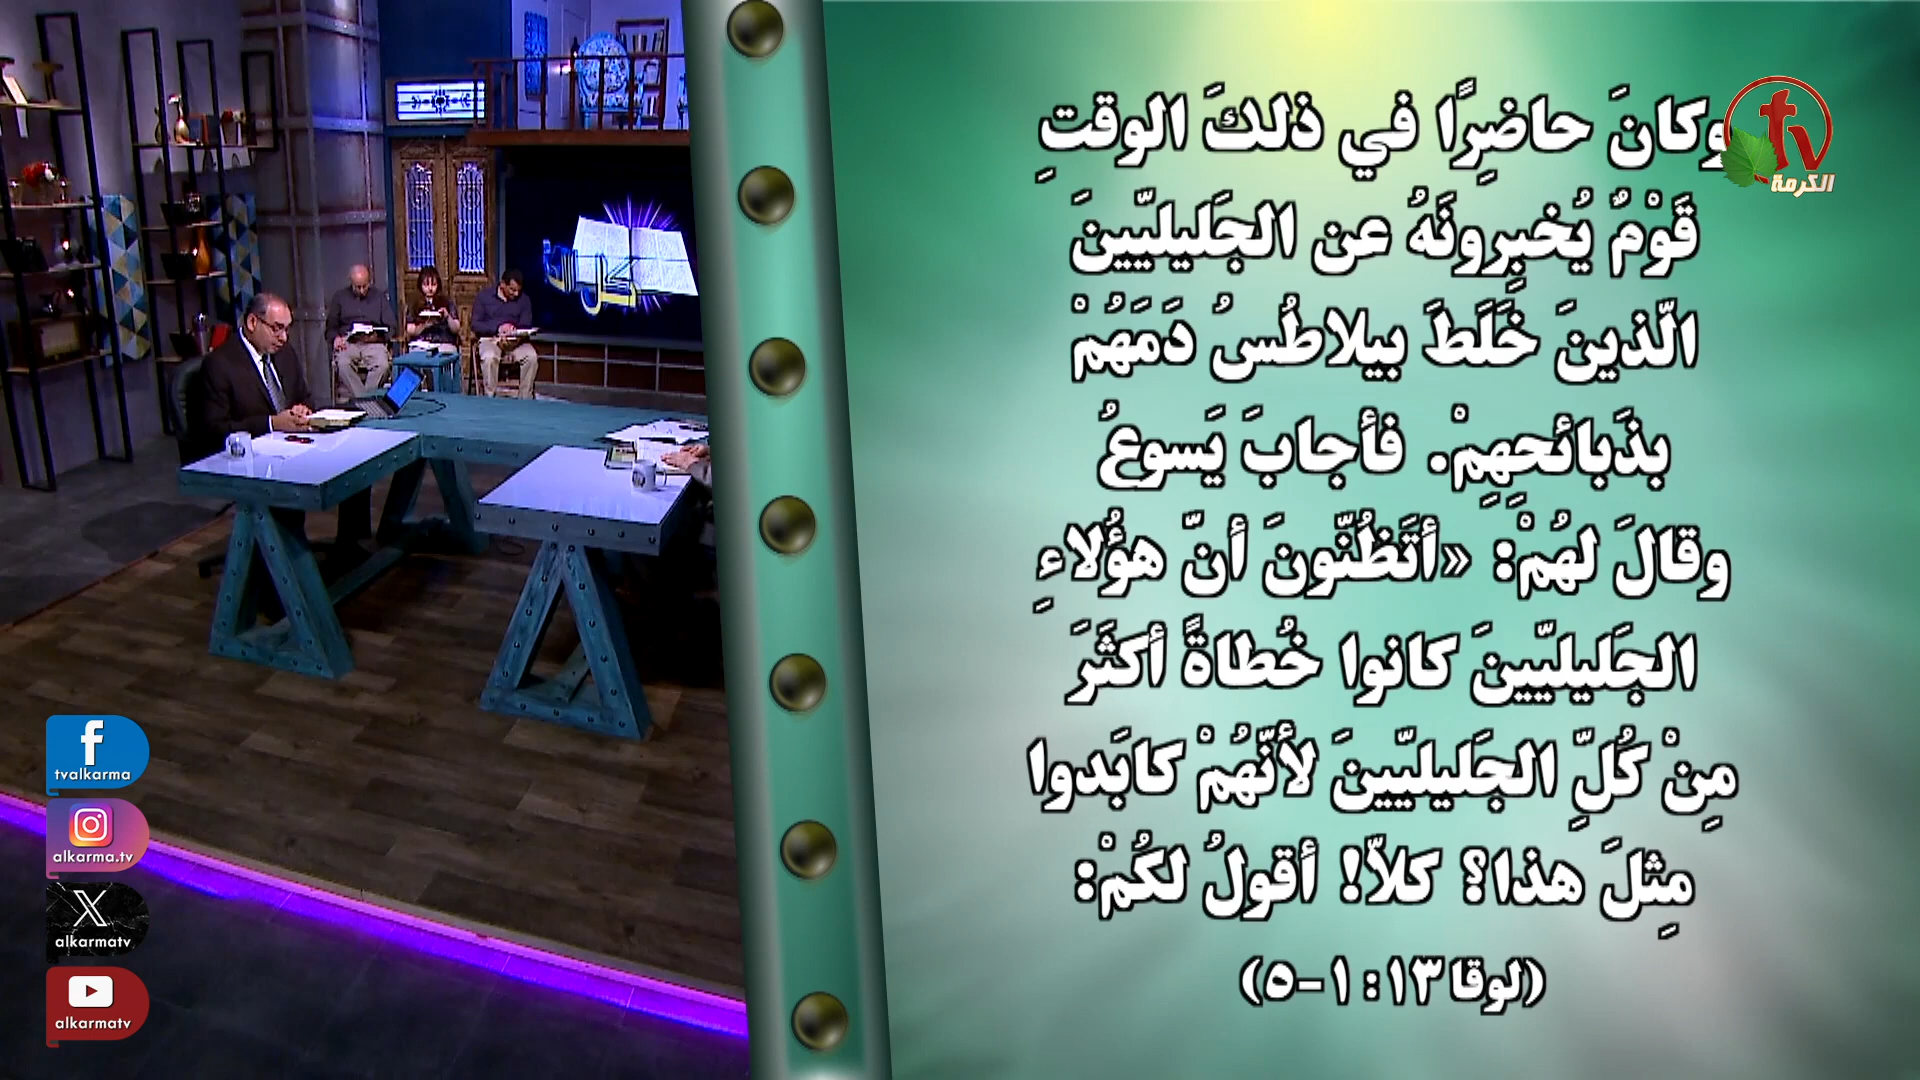 وكانَ حاضِرًا في ذلكَ الوقتِ
قَوْمٌ يُخبِرونَهُ عن الجَليليّينَ
الّذينَ خَلَطَ بيلاطُسُ دَمَهُمْ
بذَبائحِهِمْ. فأجابَ يَسوعُ
وقالَ لهُمْ: «أتَظُنّونَ أنّ هؤُلاءِ
الجَليليّينَ كانوا خُطاةً أكثَرَ
مِنْ كُلِّ الجَليليّينَ لأنّهُمْ كابَدوا
مِثلَ هذا؟ كلاّ! أقولُ لكُمْ:
(لوقا ١٣: ١-٥)
tv
الكرمة
tvalkarma
alkarma.tv
alkarmatv
alkarmatv